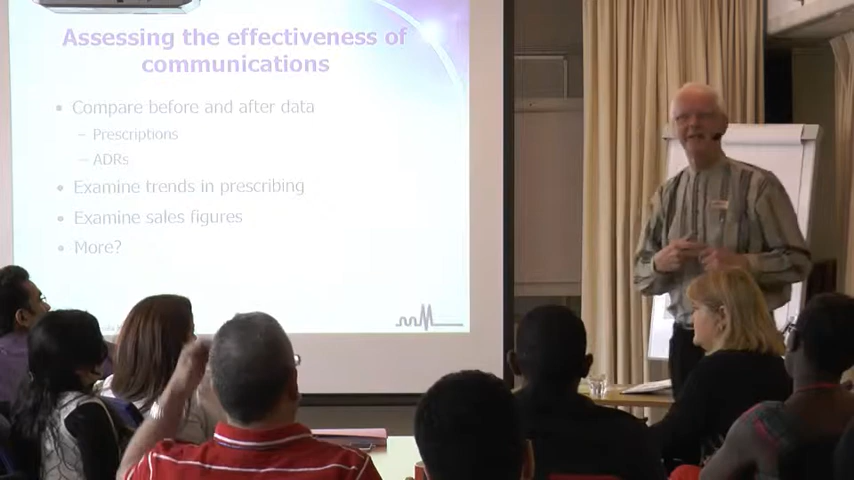 Assessing the effectiveness of
communications
• Compare before and after data
– Prescriptions
– ADRs
• Examine trends in prescribing
• Examine sales figures
• More?